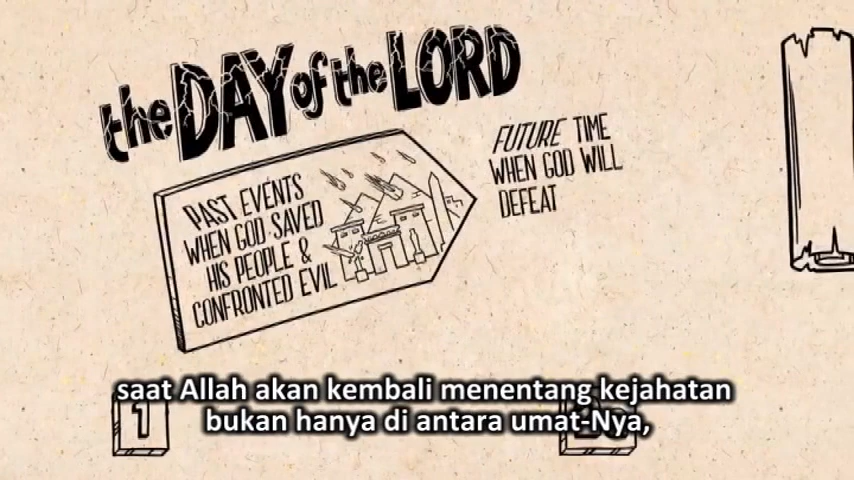 the DAY of the LORD
PAST EVENTS
WHEN GOD SAVED
HIS PEOPLE &
CONFRONTED EVIL
FUTURE TIME
WHEN GOD WILL
DEFEAT
saat Allah akan kembali menentang kejahatan
bukan hanya di antara umat-Nya,
1